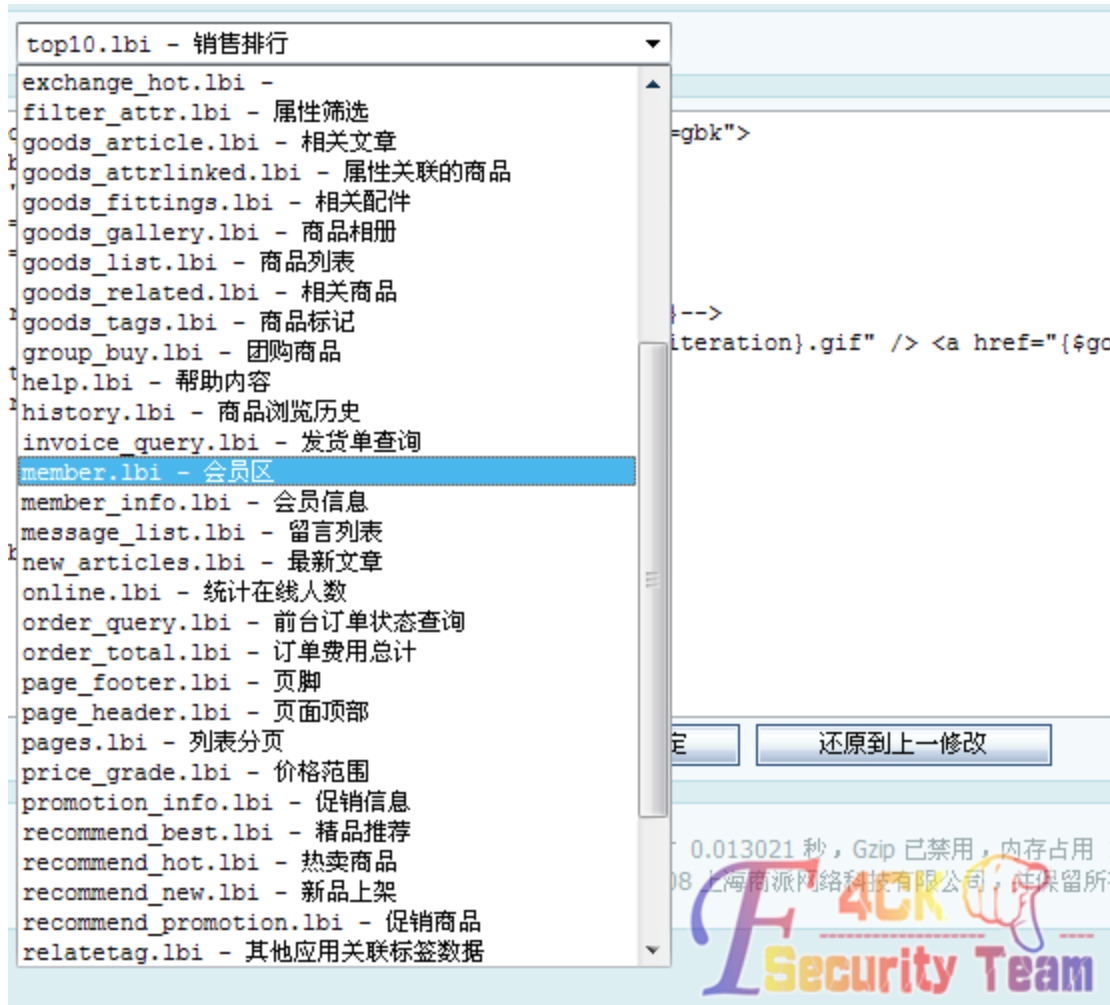 top10.lbi - 销售排行
exchange_hot.lbi -
filter_attr.lbi - 属性筛选
=gbk">
goods_article.lbi - 相关文章
goods_attrlinked.lbi - 属性关联的商品
goods_fittings.lbi - 相关配件
goods_gallery.lbi - 商品相册
goods_list.lbi - 商品列表
goods_related.lbi - 相关商品
}-->
goods_tags.lbi - 商品标记
iteration}.gif" /> <a href="{$go
group_buy.lbi - 团购商品
help.lbi - 帮助内容
history.lbi - 商品浏览历史
invoice_query.lbi - 发货单查询
member.lbi - 会员区
member_info.lbi - 会员信息
message_list.lbi - 留言列表
new_articles.lbi - 最新文章
online.lbi - 统计在线人数
order_query.lbi - 前台订单状态查询
order_total.lbi - 订单费用总计
page_footer.lbi - 页脚
page_header.lbi - 页面顶部
pages.lbi - 列表分页
定
还原到上一修改
price_grade.lbi - 价格范围
promotion_info.lbi - 促销信息
recommend_best.lbi - 精品推荐
0.013021 秒，Gzip 已禁用，内存占用
recommend_hot.lbi - 热卖商品
08 上海商派网络科技有限公司，并保留所有
recommend_new.lbi - 新品上架
recommend_promotion.lbi - 促销商品
relatetag.lbi - 其他应用关联标签数据
F4CK
Security Team